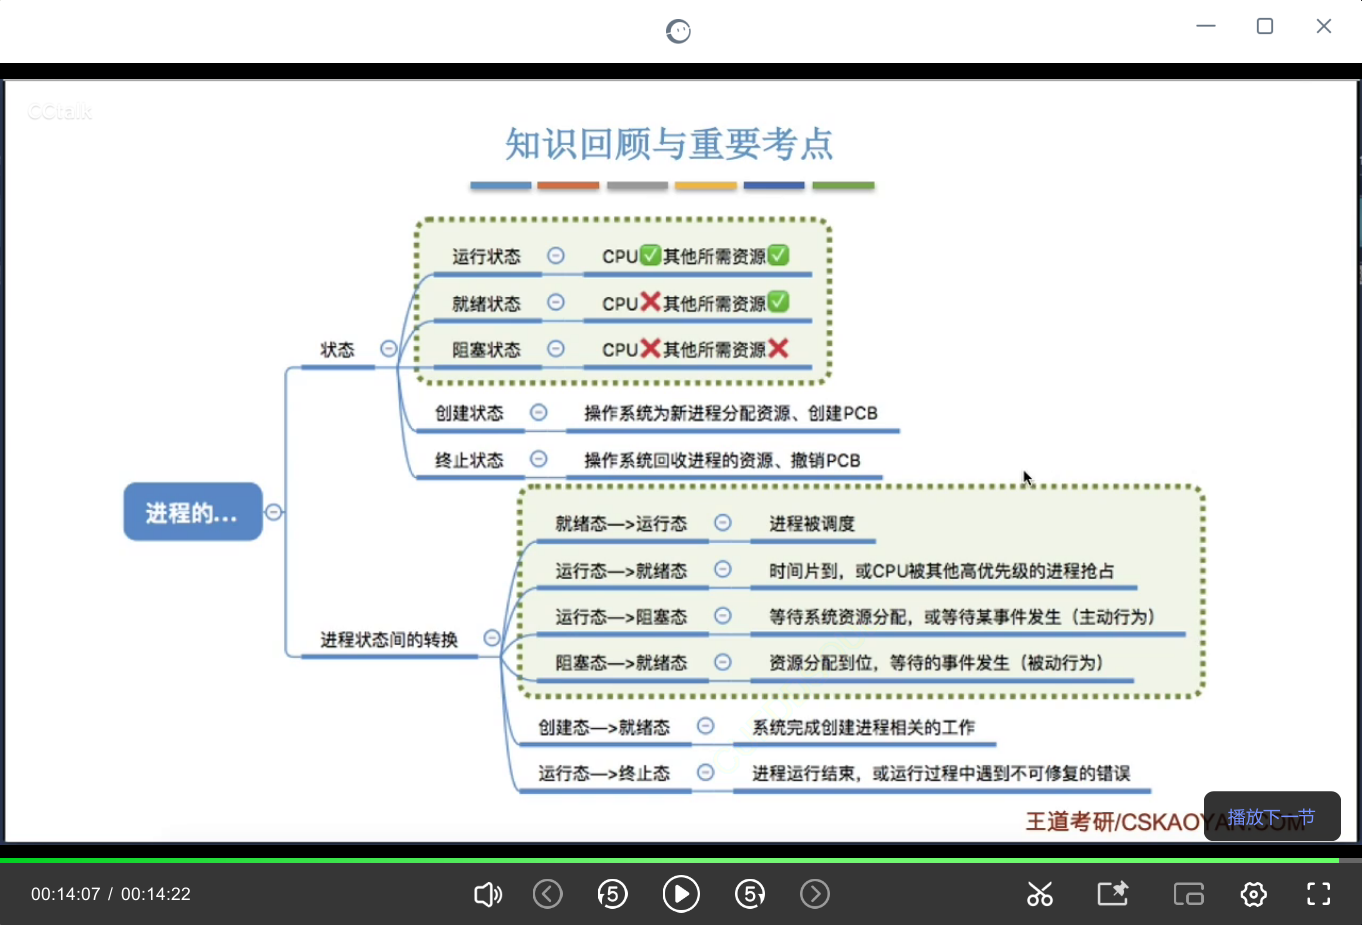 CCtalk
知识回顾与重要考点
运行状态 CPU✅其他所需资源✅
就绪状态 CPU❌其他所需资源✅
状态
阻塞状态 CPU❌其他所需资源❌
创建状态 操作系统为新进程分配资源、创建PCB
终止状态 操作系统回收进程的资源、撤销PCB
进程的...
就绪态—>运行态 进程被调度
运行态—>就绪态 时间片到，或CPU被其他高优先级的进程抢占
运行态—>阻塞态 等待系统资源分配，或等待某事件发生（主动行为）
进程状态间的转换
阻塞态—>就绪态 资源分配到位，等待的事件发生（被动行为）
创建态—>就绪态 系统完成创建进程相关的工作
运行态—>终止态 进程运行结束，或运行过程中遇到不可修复的错误
王道考研/CSKAOYAN.COM
播放下一节
00:14:07 / 00:14:22
5
5